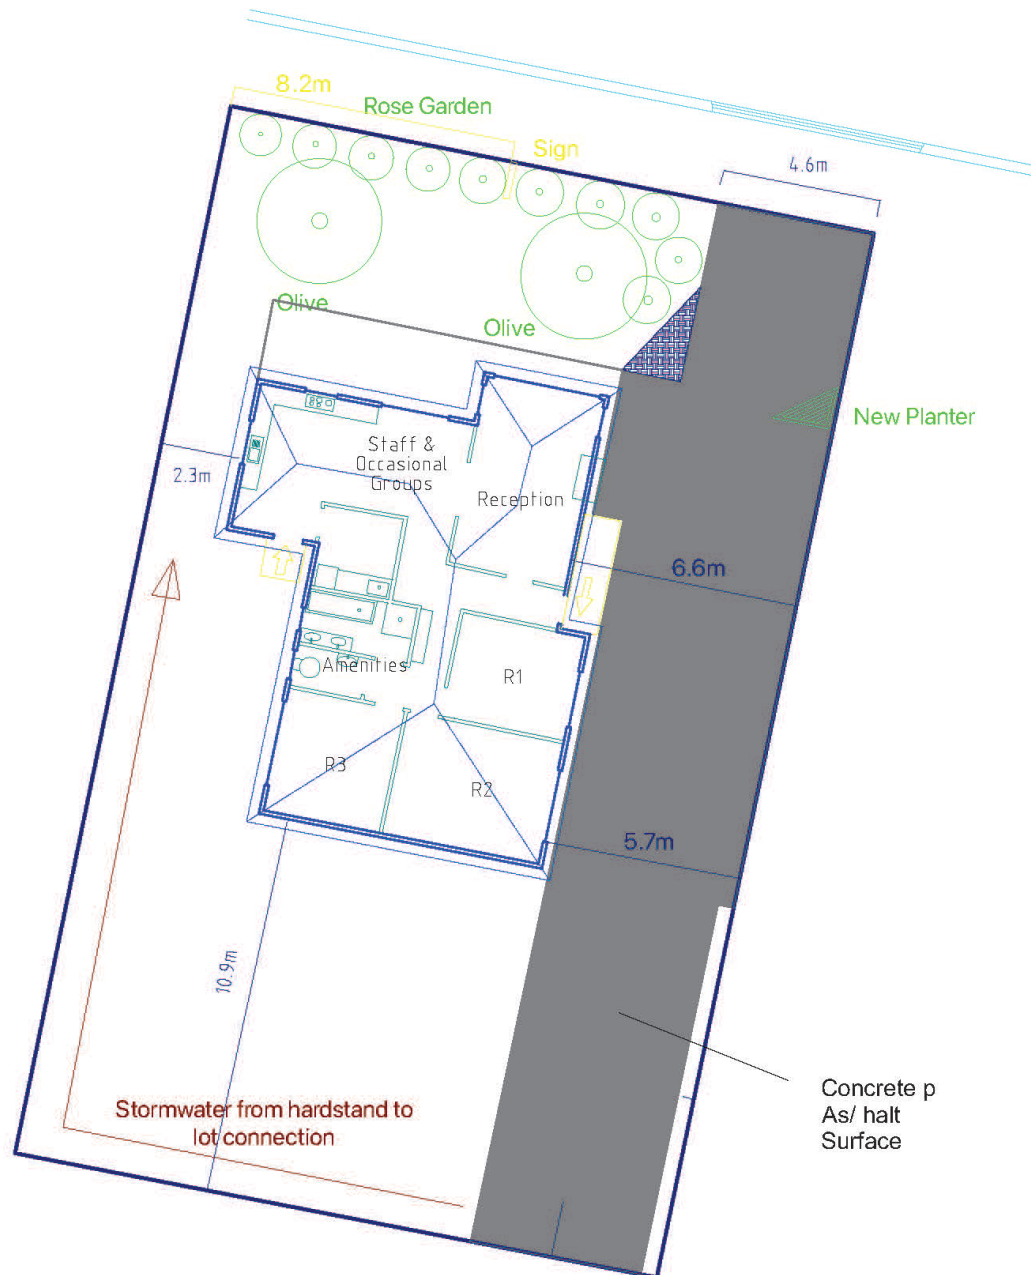 8.2m
Rose Garden
Sign
4.6m
Olive
Olive
New Planter
Staff &
Occasional
Groups
2.3m
Reception
6.6m
Amenities
R1
R3
R2
5.7m
10.9m
Concrete p
As/ halt
Surface
Stormwater from hardstand to
lot connection